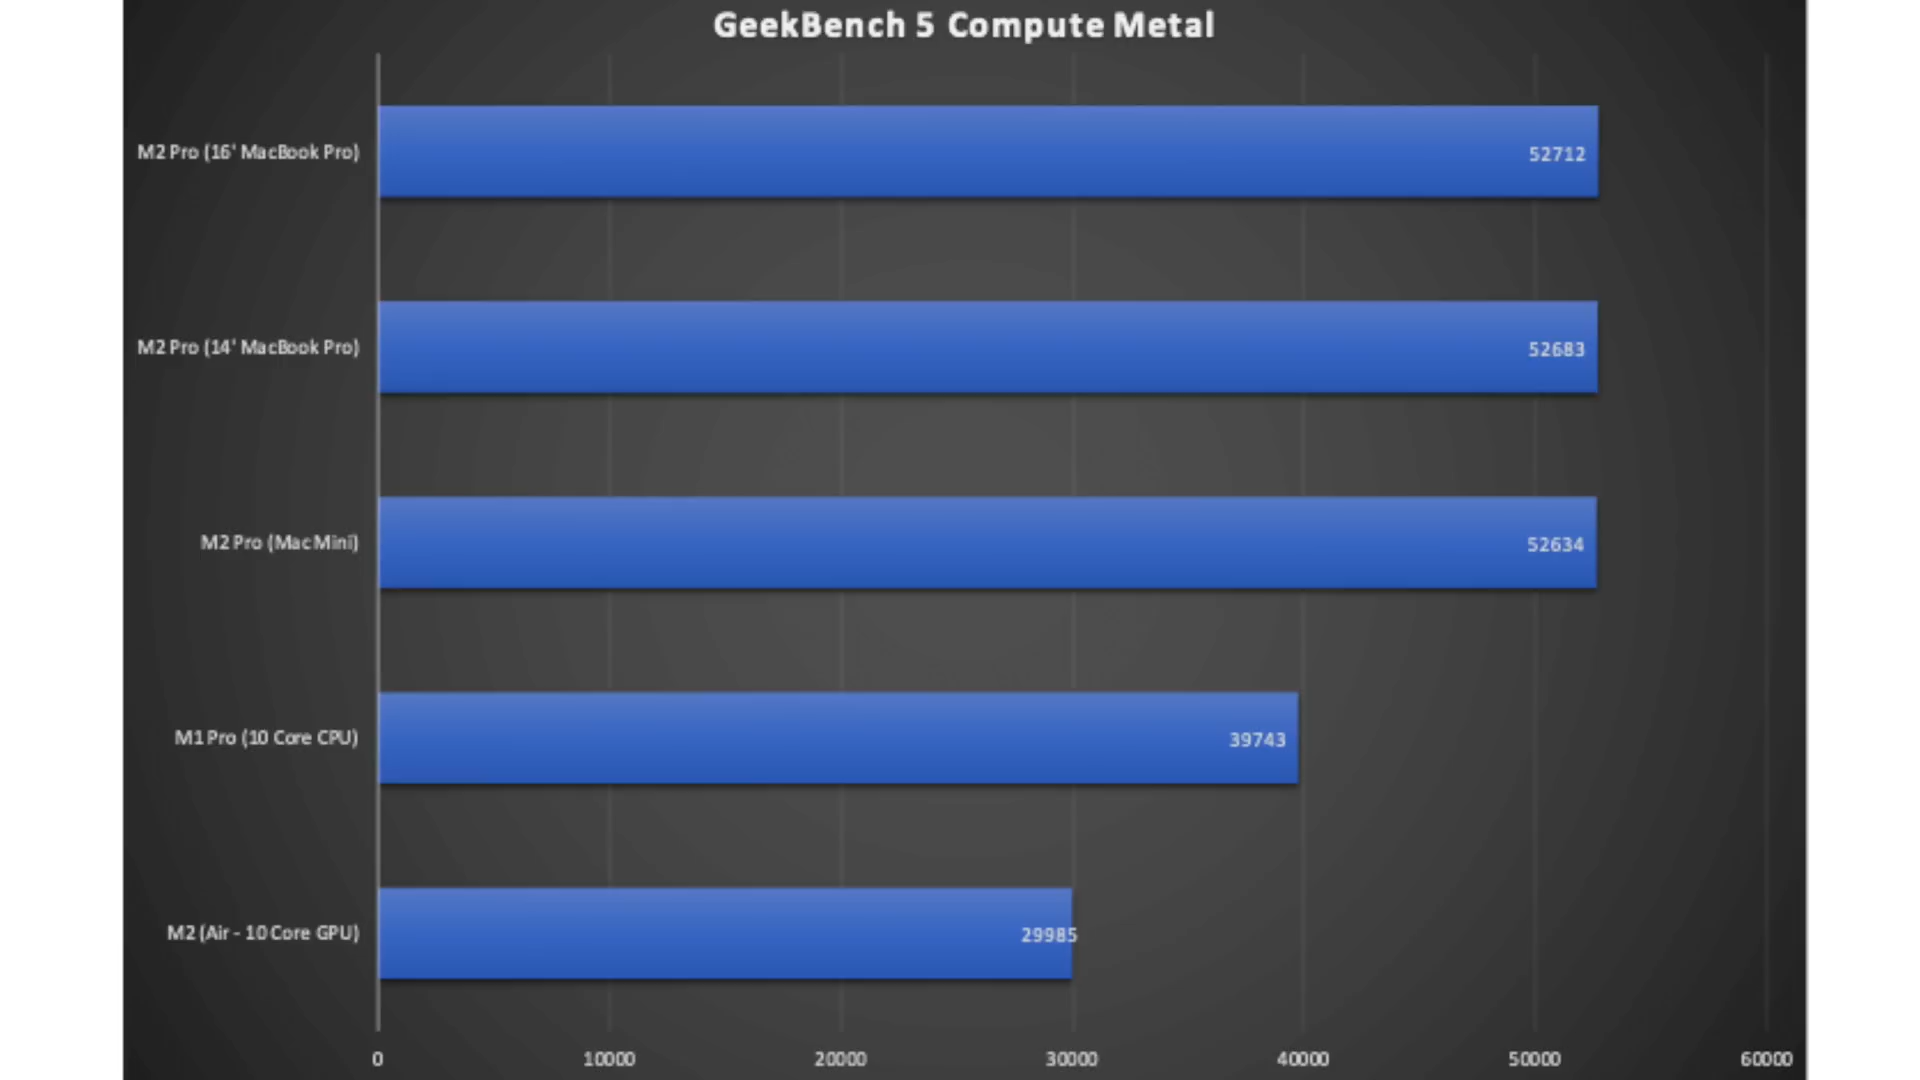 GeekBench 5 Compute Metal
M2 Pro (16' MacBook Pro)
52712
M2 Pro (14' MacBook Pro)
52683
M2 Pro (Mac Mini)
52634
M1 Pro (10 Core CPU)
39743
M2 (Air - 10 Core GPU)
29985
0 10000 20000 30000 40000 50000 60000